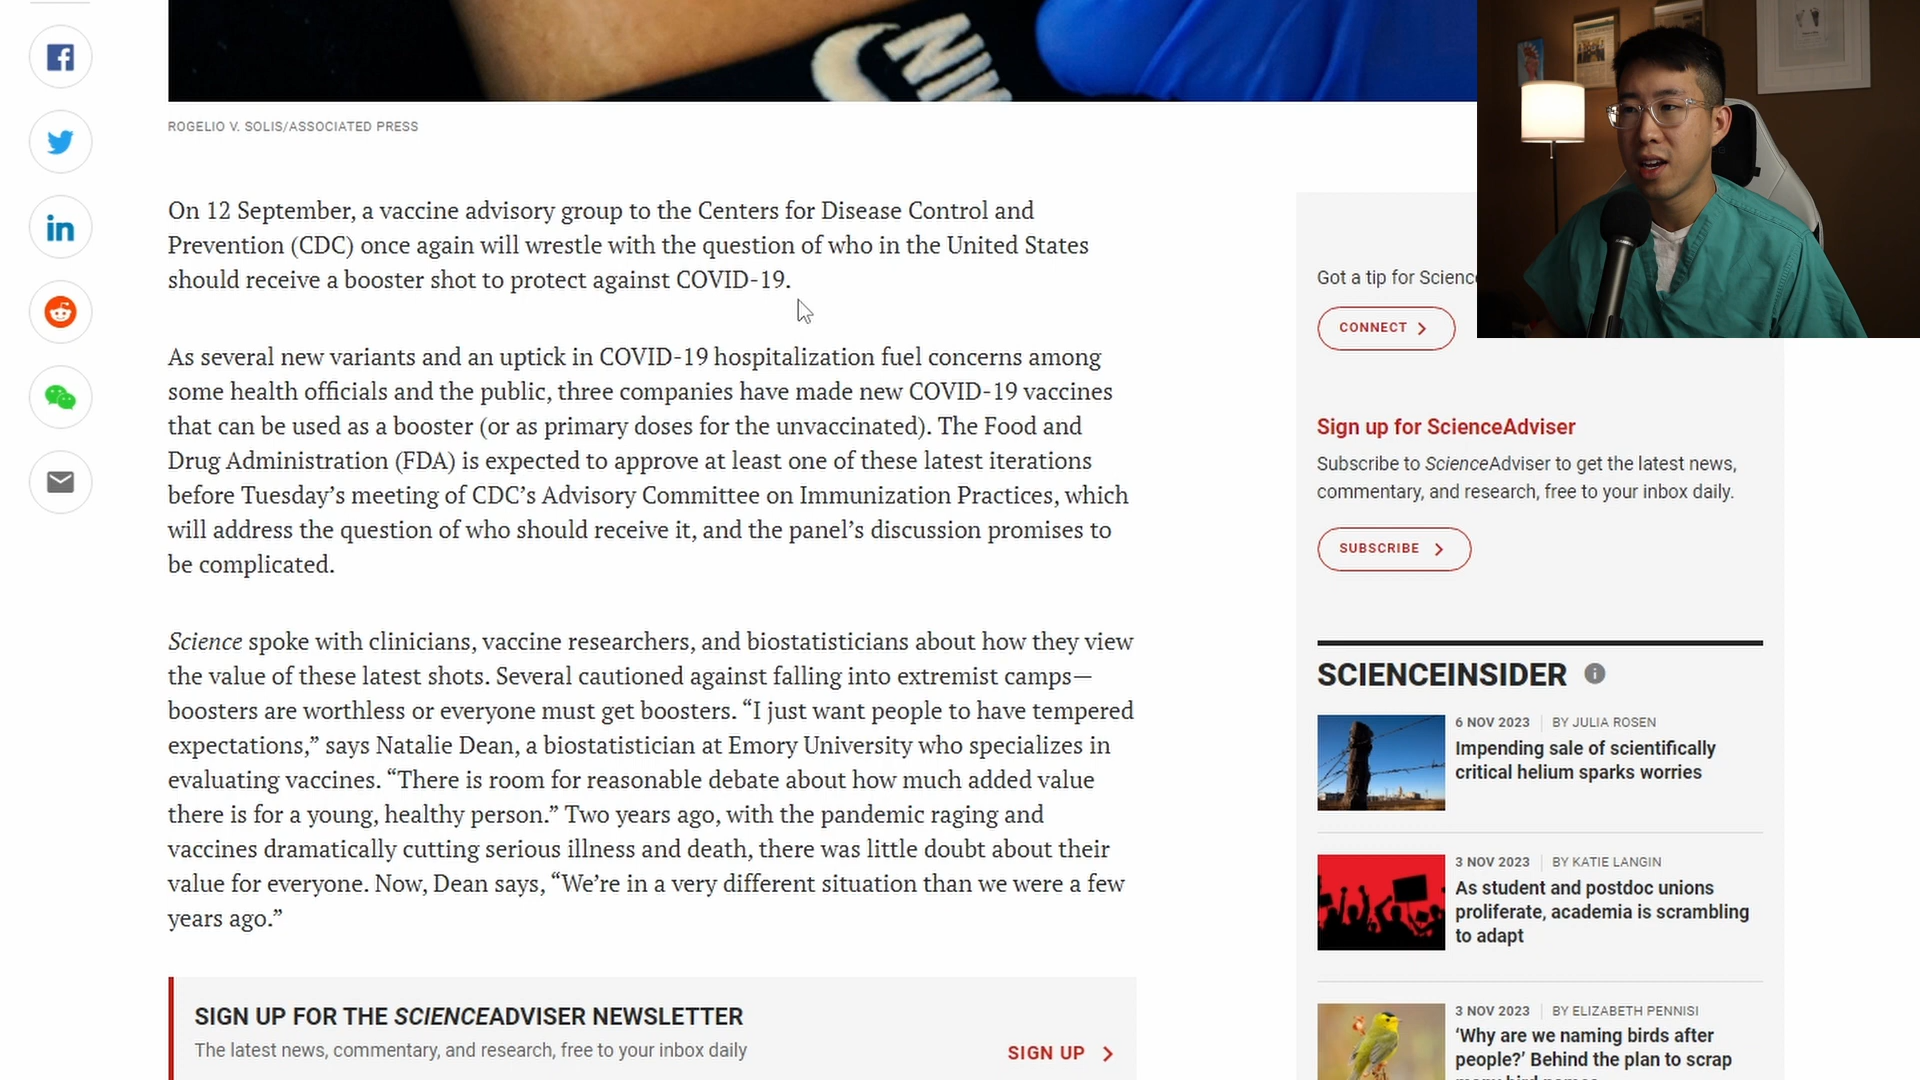 ROGELIO V. SOLIS/ASSOCIATED PRESS
On 12 September, a vaccine advisory group to the Centers for Disease Control and
Prevention (CDC) once again will wrestle with the question of who in the United States
should receive a booster shot to protect against COVID-19.
As several new variants and an uptick in COVID-19 hospitalization fuel concerns among
some health officials and the public, three companies have made new COVID-19 vaccines
that can be used as a booster (or as primary doses for the unvaccinated). The Food and
Drug Administration (FDA) is expected to approve at least one of these latest iterations
before Tuesday’s meeting of CDC’s Advisory Committee on Immunization Practices, which
will address the question of who should receive it, and the panel’s discussion promises to
be complicated.
Science spoke with clinicians, vaccine researchers, and biostatisticians about how they view
the value of these latest shots. Several cautioned against falling into extremist camps—
boosters are worthless or everyone must get boosters. “I just want people to have tempered
expectations,” says Natalie Dean, a biostatistician at Emory University who specializes in
evaluating vaccines. “There is room for reasonable debate about how much added value
there is for a young, healthy person.” Two years ago, with the pandemic raging and
vaccines dramatically cutting serious illness and death, there was little doubt about their
value for everyone. Now, Dean says, “We’re in a very different situation than we were a few
years ago.”
SIGN UP FOR THE SCIENCEADVISER NEWSLETTER
The latest news, commentary, and research, free to your inbox daily
SIGN UP
Got a tip for Science
CONNECT
Sign up for ScienceAdviser
Subscribe to ScienceAdviser to get the latest news,
commentary, and research, free to your inbox daily.
SUBSCRIBE
SCIENCEINSIDER
6 NOV 2023 BY JULIA ROSEN
Impending sale of scientifically
critical helium sparks worries
3 NOV 2023 BY KATIE LANGIN
As student and postdoc unions
proliferate, academia is scrambling
to adapt
3 NOV 2023 BY ELIZABETH PENNISI
‘Why are we naming birds after
people?’ Behind the plan to scrap